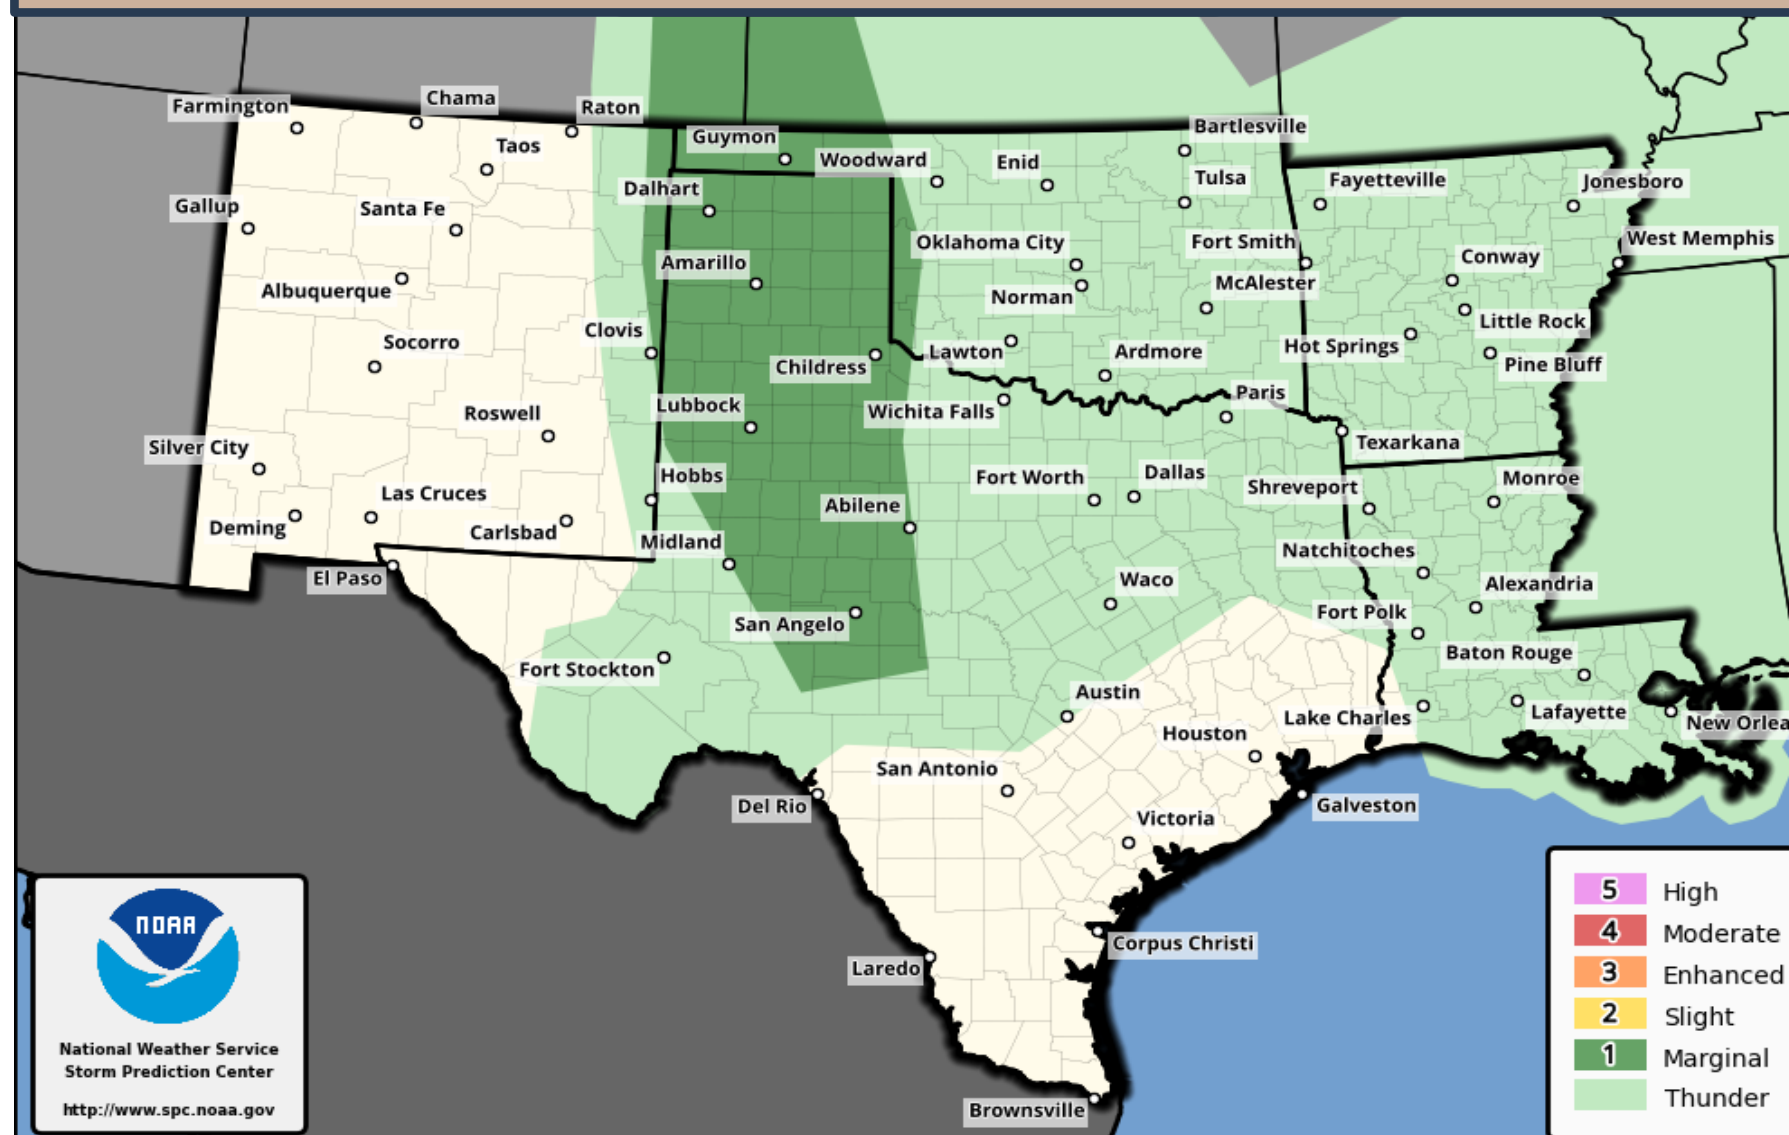 Farmington
Chama
Raton
Taos
Guymon
Woodward
Enid
Bartlesville
Tulsa
Fayetteville
Jonesboro
Gallup
Santa Fe
Dalhart
Oklahoma City
Fort Smith
Conway
West Memphis
Albuquerque
Amarillo
Norman
McAlester
Little Rock
Socorro
Clovis
Childress
Lawton
Ardmore
Hot Springs
Pine Bluff
Roswell
Lubbock
Wichita Falls
Paris
Texarkana
Silver City
Las Cruces
Hobbs
Fort Worth
Dallas
Shreveport
Monroe
Deming
Carlsbad
Midland
Abilene
Natchitoches
El Paso
San Angelo
Waco
Alexandria
Fort Polk
Fort Stockton
Baton Rouge
Austin
Lake Charles
Lafayette
New Orlea
Houston
San Antonio
Del Rio
Galveston
Victoria
Corpus Christi
Laredo
Brownsville
NOAA
National Weather Service
Storm Prediction Center
http://www.spc.noaa.gov
5 High
4 Moderate
3 Enhanced
2 Slight
1 Marginal
Thunder